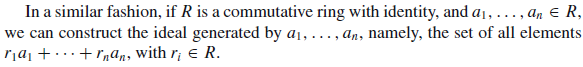 In a similar fashion, if R is a commutative ring with identity, and a₁, . . . , aₙ ∈ R,
we can construct the ideal generated by a₁, . . . , aₙ, namely, the set of all elements
r₁a₁ + · · · + rₙaₙ, with rᵢ ∈ R.